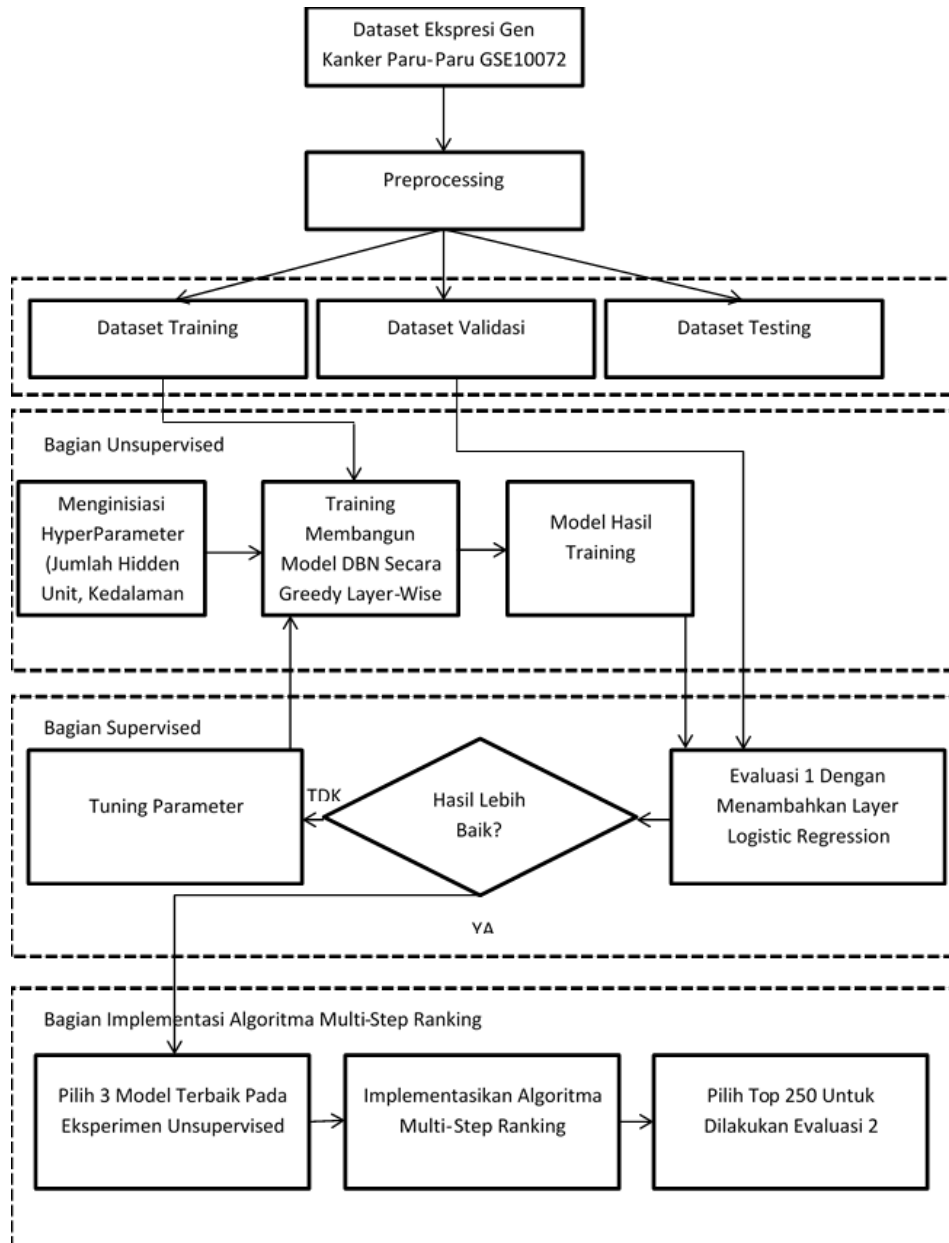 Dataset Ekspresi Gen
Kanker Paru-Paru GSE10072
Preprocessing
Dataset Training
Dataset Validasi
Dataset Testing
Bagian Unsupervised
Menginisiasi
HyperParameter
(Jumlah Hidden
Unit, Kedalaman
Training
Membangun
Model DBN Secara
Greedy Layer-Wise
Model Hasil
Training
Bagian Supervised
Tuning Parameter
TDK
Hasil Lebih
Baik?
Evaluasi 1 Dengan
Menambahkan Layer
Logistic Regression
YA
Bagian Implementasi Algoritma Multi-Step Ranking
Pilih 3 Model Terbaik Pada
Eksperimen Unsupervised
Implementasikan Algoritma
Multi-Step Ranking
Pilih Top 250 Untuk
Dilakukan Evaluasi 2